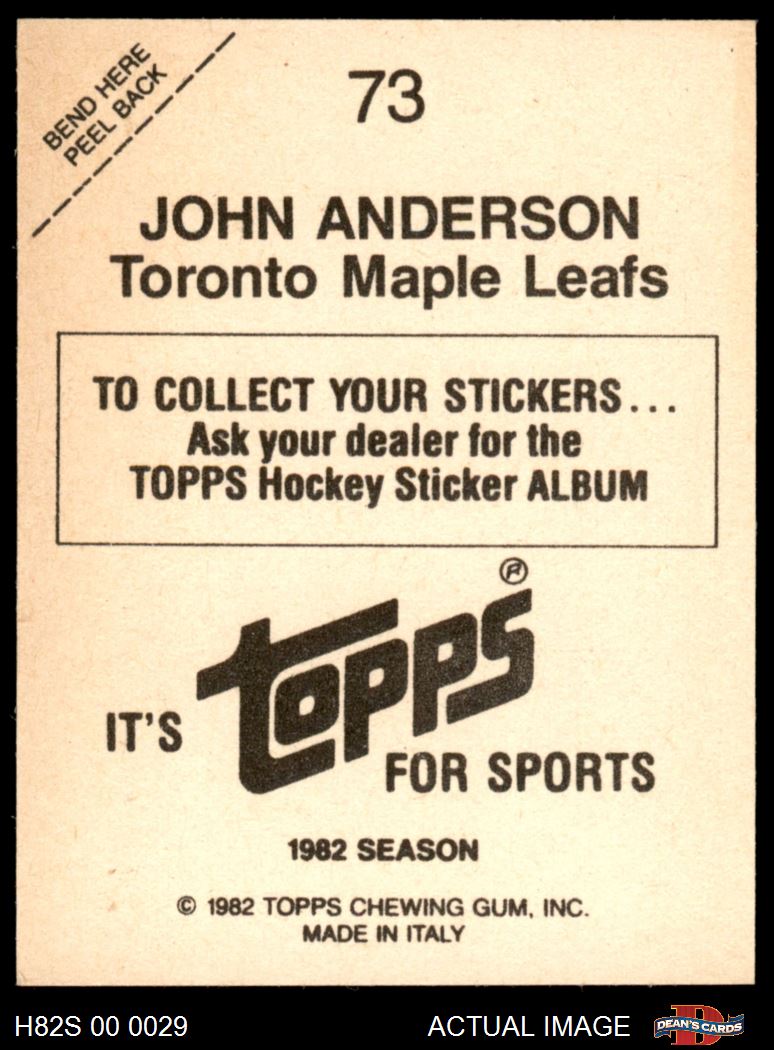 BEND HERE
PEEL BACK
73
JOHN ANDERSON
Toronto Maple Leafs
TO COLLECT YOUR STICKERS...
Ask your dealer for the
TOPPS Hockey Sticker ALBUM
IT'S
topps®
FOR SPORTS
1982 SEASON
© 1982 TOPPS CHEWING GUM, INC.
MADE IN ITALY
H82S 00 0029
ACTUAL IMAGE
D
DEAN'S CARDS